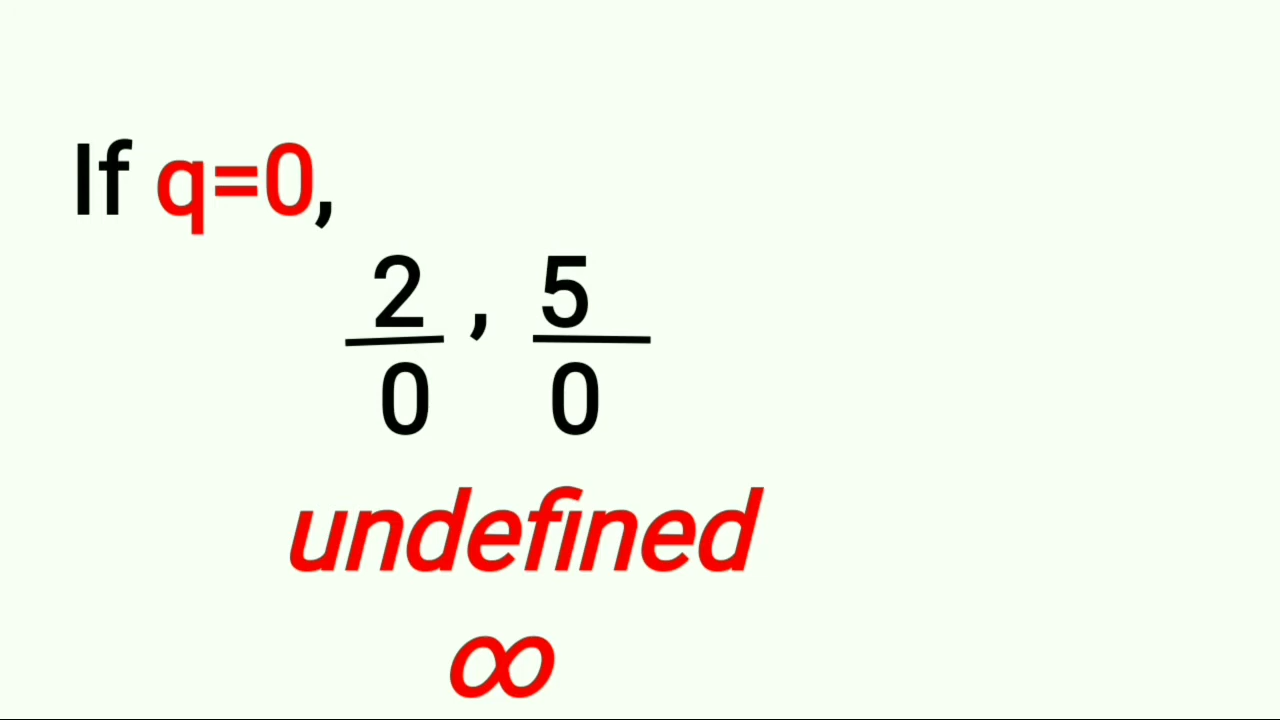 If q=0,
2/0 , 5/0
undefined
∞